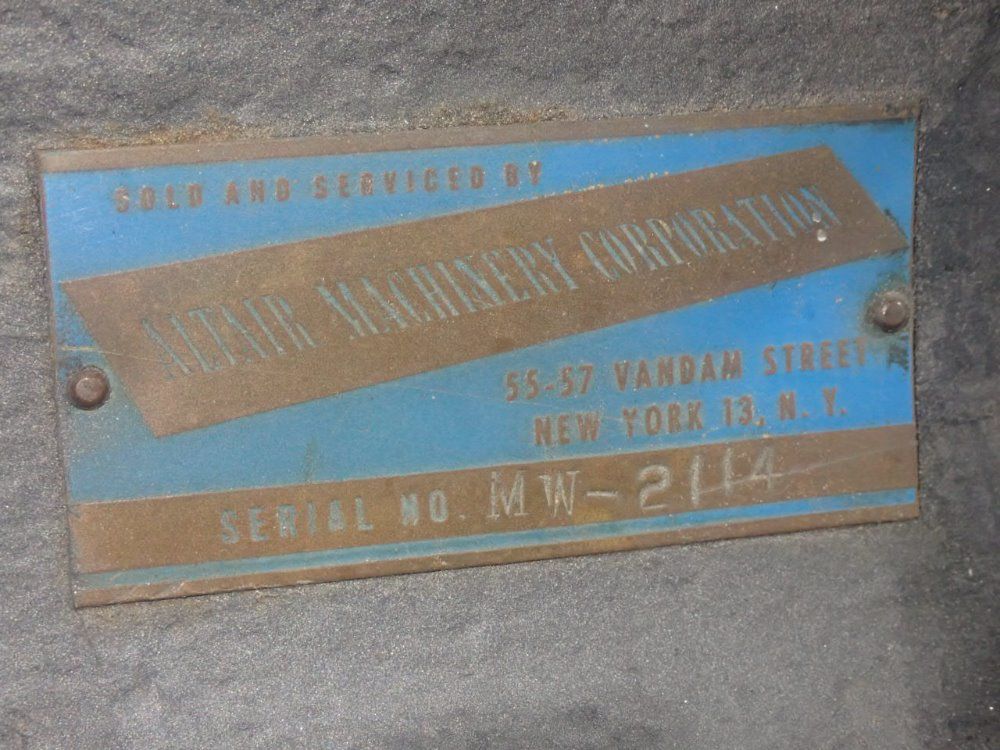 SOLD AND SERVICED BY
ALTAIR MACHINERY CORPORATION
55-57 VANDAM STREET
NEW YORK 13, N. Y.
SERIAL NO. MW-2114